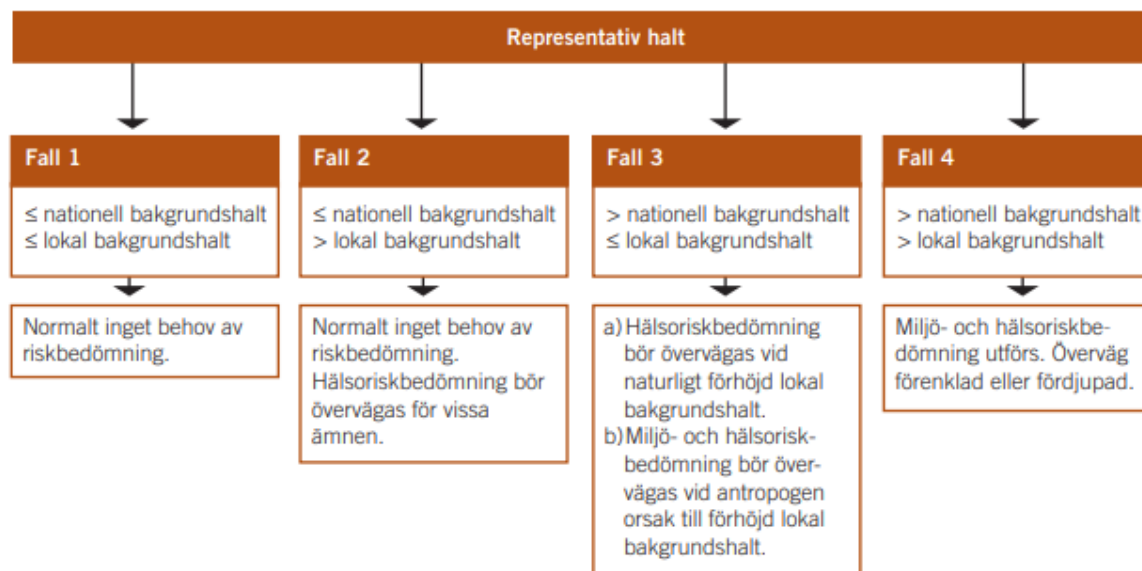 Representativ halt
Fall 1
≤ nationell bakgrundshalt
≤ lokal bakgrundshalt
Normalt inget behov av
riskbedömning.
Fall 2
≤ nationell bakgrundshalt
> lokal bakgrundshalt
Normalt inget behov av
riskbedömning.
Hälsoriskbedömning bör
övervägas för vissa
ämnen.
Fall 3
> nationell bakgrundshalt
≤ lokal bakgrundshalt
a) Hälsoriskbedömning
bör övervägas vid
naturligt förhöjd lokal
bakgrundshalt.
b) Miljö- och hälsorisk-
bedömning bör över-
vägas vid antropogen
orsak till förhöjd lokal
bakgrundshalt.
Fall 4
> nationell bakgrundshalt
> lokal bakgrundshalt
Miljö- och hälsoriskbe-
dömning utförs. Överväg
förenklad eller fördjupad.